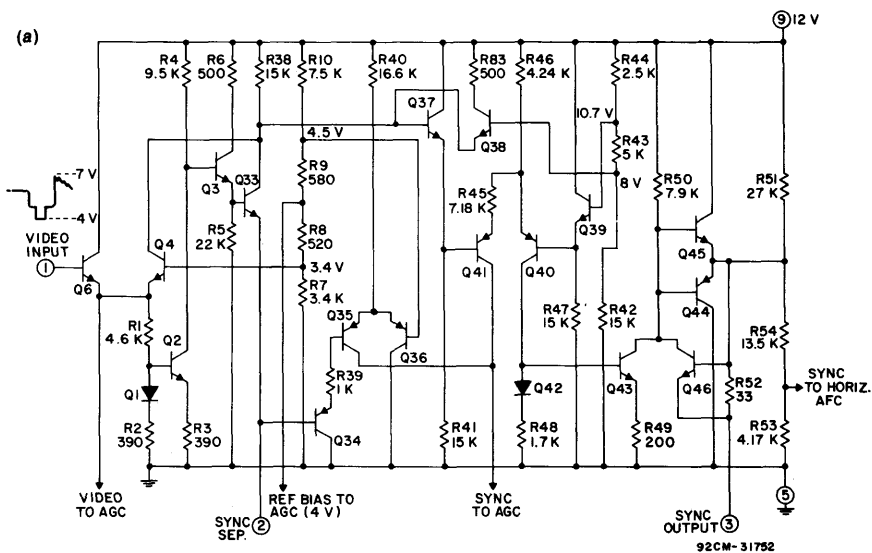 (a)
9 12 V
R4
9.5 K
R6
500
R38
15 K
R10
7.5 K
R40
16.6 K
R83
500
R46
4.24 K
R44
2.5 K
Q37
10.7 V
4.5 V
Q38
R43
5 K
7 V
4 V
Q3
Q33
R9
580
R45
7.18 K
8 V
R50
7.9 K
R51
27 K
Q39
VIDEO
INPUT
1
Q4
R5
22 K
R8
520
Q45
Q6
3.4 V
Q41
Q40
R7
3.4 K
Q44
R1
4.6 K
Q2
Q35
R47
15 K
R42
15 K
R54
13.5 K
Q36
Q1
R39
1 K
Q42
Q43
Q46
R52
33
SYNC
TO HORIZ.
AFC
R2
390
R3
390
Q34
R41
15 K
R48
1.7 K
R49
200
R53
4.17 K
VIDEO
TO AGC
SYNC
SEP.
2
REF BIAS TO
AGC (4 V)
SYNC
TO AGC
SYNC
OUTPUT
3
5
92CM-31752